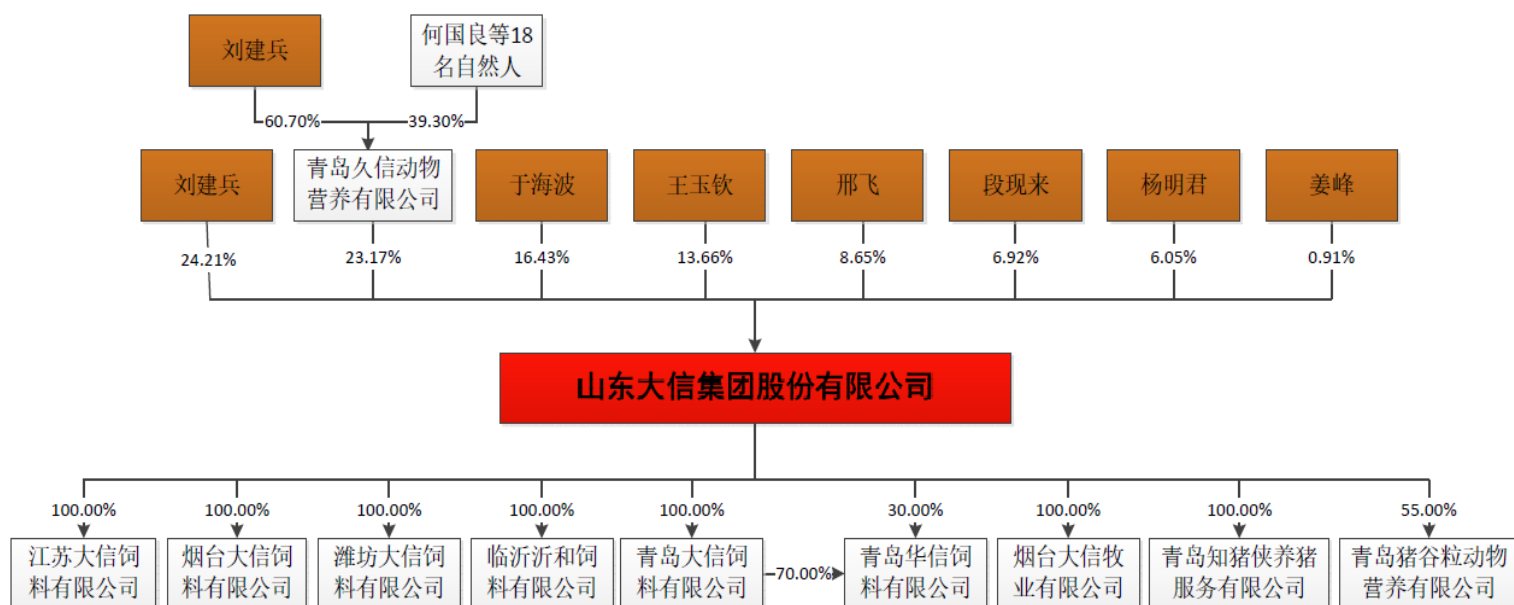 刘建兵
何国良等18
名自然人
60.70%
39.30%
刘建兵
青岛久信动物
营养有限公司
于海波
王玉钦
邢飞
段现来
杨明君
姜峰
24.21%
23.17%
16.43%
13.66%
8.65%
6.92%
6.05%
0.91%
山东大信集团股份有限公司
100.00%
100.00%
100.00%
100.00%
100.00%
30.00%
100.00%
100.00%
55.00%
江苏大信饲
料有限公司
烟台大信饲
料有限公司
潍坊大信饲
料有限公司
临沂沂和饲
料有限公司
青岛大信饲
料有限公司
70.00%
青岛华信饲
料有限公司
烟台大信牧
业有限公司
青岛知猪侠养猪
服务有限公司
青岛猪谷粒动物
营养有限公司